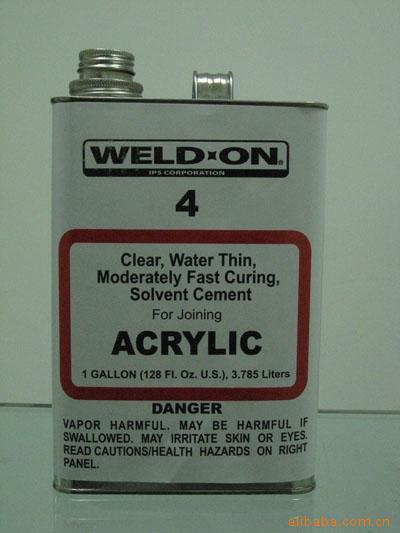 WELD-ON®
IPS CORPORATION
4
Clear, Water Thin,
Moderately Fast Curing,
Solvent Cement
For Joining
ACRYLIC
1 GALLON (128 Fl. Oz. U.S.), 3.785 Liters
DANGER
VAPOR HARMFUL. MAY BE HARMFUL IF
SWALLOWED. MAY IRRITATE SKIN OR EYES.
READ CAUTIONS/HEALTH HAZARDS ON RIGHT
PANEL.
alibaba.com.cn